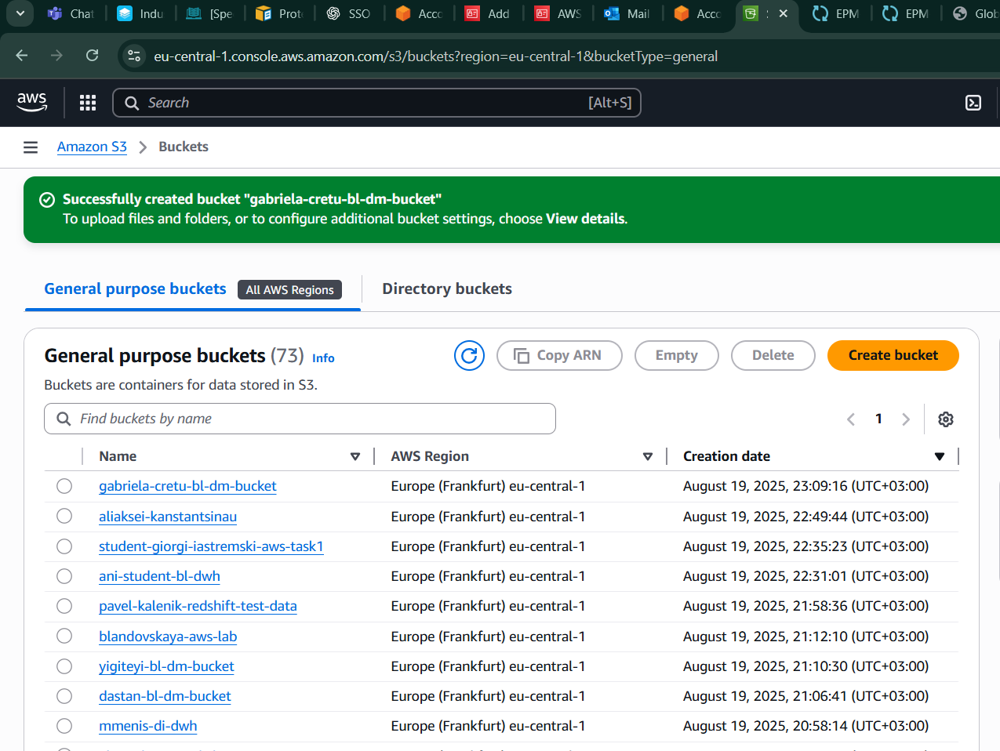 Chat
Indu
[Spe
Prot
SSO
Acco
Add
AWS
Mail
Acco
EPM
EPM
Glob
eu-central-1.console.aws.amazon.com/s3/buckets?region=eu-central-1&bucketType=general
aws
Search
[Alt+S]
Amazon S3 > Buckets
Successfully created bucket "gabriela-cretu-bl-dm-bucket"
To upload files and folders, or to configure additional bucket settings, choose View details.
General purpose buckets All AWS Regions
Directory buckets
General purpose buckets (73) Info
Copy ARN
Empty
Delete
Create bucket
Buckets are containers for data stored in S3.
Find buckets by name
1
Name AWS Region Creation date
gabriela-cretu-bl-dm-bucket Europe (Frankfurt) eu-central-1 August 19, 2025, 23:09:16 (UTC+03:00)
aliaksei-kanstantsinau Europe (Frankfurt) eu-central-1 August 19, 2025, 22:49:44 (UTC+03:00)
student-giorgi-iastremski-aws-task1 Europe (Frankfurt) eu-central-1 August 19, 2025, 22:35:23 (UTC+03:00)
ani-student-bl-dwh Europe (Frankfurt) eu-central-1 August 19, 2025, 22:31:01 (UTC+03:00)
pavel-kalenik-redshift-test-data Europe (Frankfurt) eu-central-1 August 19, 2025, 21:58:36 (UTC+03:00)
blandovskaya-aws-lab Europe (Frankfurt) eu-central-1 August 19, 2025, 21:12:10 (UTC+03:00)
yigiteyi-bl-dm-bucket Europe (Frankfurt) eu-central-1 August 19, 2025, 21:10:30 (UTC+03:00)
dastan-bl-dm-bucket Europe (Frankfurt) eu-central-1 August 19, 2025, 21:06:41 (UTC+03:00)
mmenis-di-dwh Europe (Frankfurt) eu-central-1 August 19, 2025, 20:58:14 (UTC+03:00)